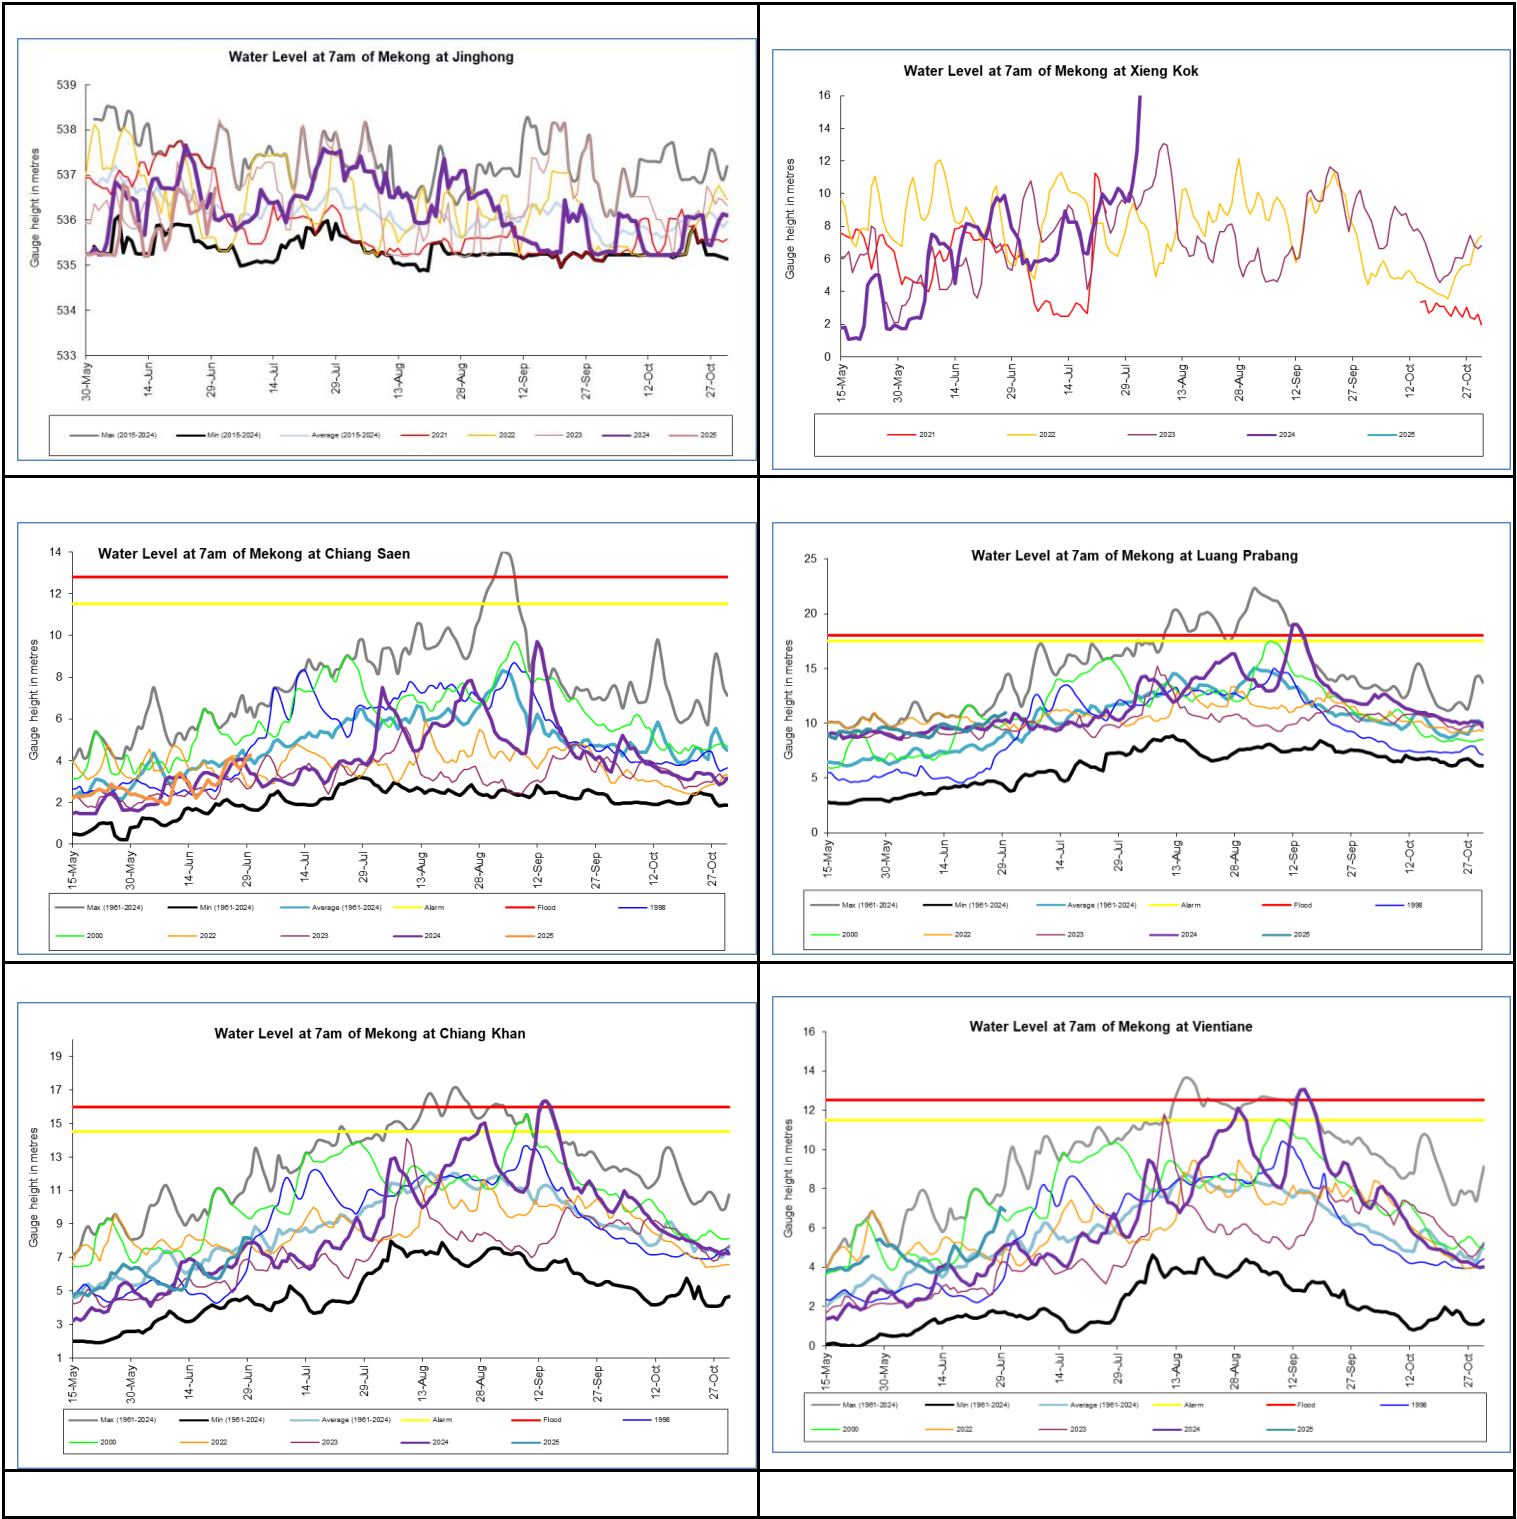 Water Level at 7am of Mekong at Jinghong
Gauge height in metres
539
538
537
536
535
534
533
30-May
14-Jun
29-Jun
14-Jul
29-Jul
13-Aug
28-Aug
12-Sep
27-Sep
12-Oct
27-Oct
Max (2015-2024) Min (2015-2024) Average (2015-2024) 2021 2022 2023 2024 2025
Water Level at 7am of Mekong at Xieng Kok
Gauge height in metres
16
14
12
10
8
6
4
2
0
15-May
30-May
14-Jun
29-Jun
14-Jul
29-Jul
13-Aug
28-Aug
12-Sep
27-Sep
12-Oct
27-Oct
2021 2022 2023 2024 2025
Water Level at 7am of Mekong at Chiang Saen
Gauge height in metres
14
12
10
8
6
4
2
0
15-May
30-May
14-Jun
29-Jun
14-Jul
29-Jul
13-Aug
28-Aug
12-Sep
27-Sep
12-Oct
27-Oct
Max (1961-2024) Min (1961-2024) Average (1961-2024) Alarm Flood 1998
2000 2022 2023 2024 2025
Water Level at 7am of Mekong at Luang Prabang
Gauge height in metres
25
20
15
10
5
0
15-May
30-May
14-Jun
29-Jun
14-Jul
29-Jul
13-Aug
28-Aug
12-Sep
27-Sep
12-Oct
27-Oct
Max (1961-2024) Min (1961-2024) Average (1961-2024) Alarm Flood 1998
2000 2022 2023 2024 2025
Water Level at 7am of Mekong at Chiang Khan
Gauge height in metres
19
17
15
13
11
9
7
5
3
1
15-May
30-May
14-Jun
29-Jun
14-Jul
29-Jul
13-Aug
28-Aug
12-Sep
27-Sep
12-Oct
27-Oct
Max (1961-2024) Min (1961-2024) Average (1961-2024) Alarm Flood 1998
2000 2022 2023 2024 2025
Water Level at 7am of Mekong at Vientiane
Gauge height in metres
16
14
12
10
8
6
4
2
0
15-May
30-May
14-Jun
29-Jun
14-Jul
29-Jul
13-Aug
28-Aug
12-Sep
27-Sep
12-Oct
27-Oct
Max (1961-2024) Min (1961-2024) Average (1961-2024) Alarm Flood 1998
2000 2022 2023 2024 2025